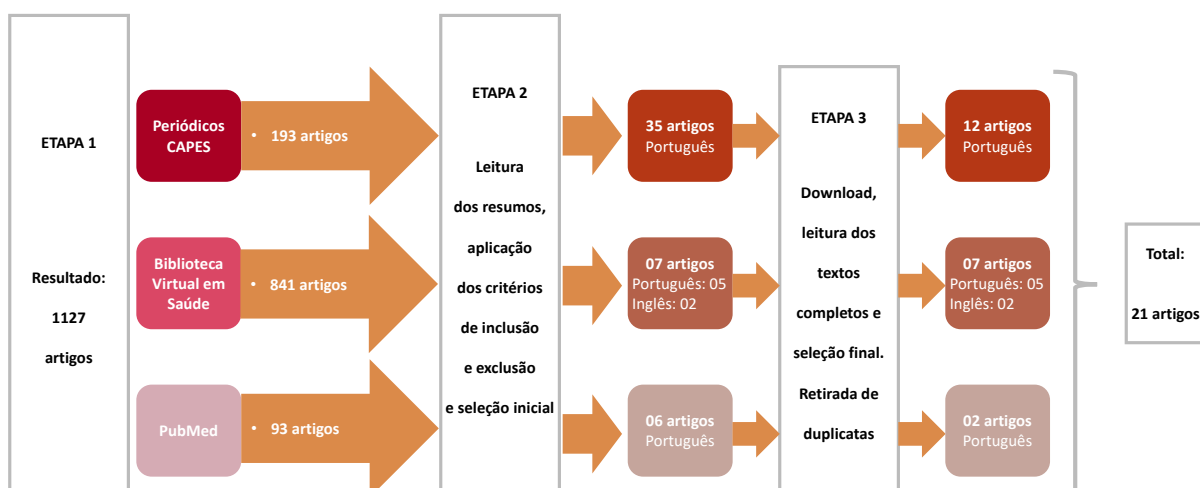 ETAPA 1
Resultado:
1127
artigos
Periódicos
CAPES
• 193 artigos
Biblioteca
Virtual em
Saúde
• 841 artigos
PubMed
• 93 artigos
ETAPA 2
Leitura
dos resumos,
aplicação
dos critérios
de inclusão
e exclusão
e seleção inicial
35 artigos
Português
07 artigos
Português: 05
Inglês: 02
06 artigos
Português
ETAPA 3
Download,
leitura dos
textos
completos e
seleção final.
Retirada de
duplicatas
12 artigos
Português
07 artigos
Português: 05
Inglês: 02
02 artigos
Português
Total:
21 artigos